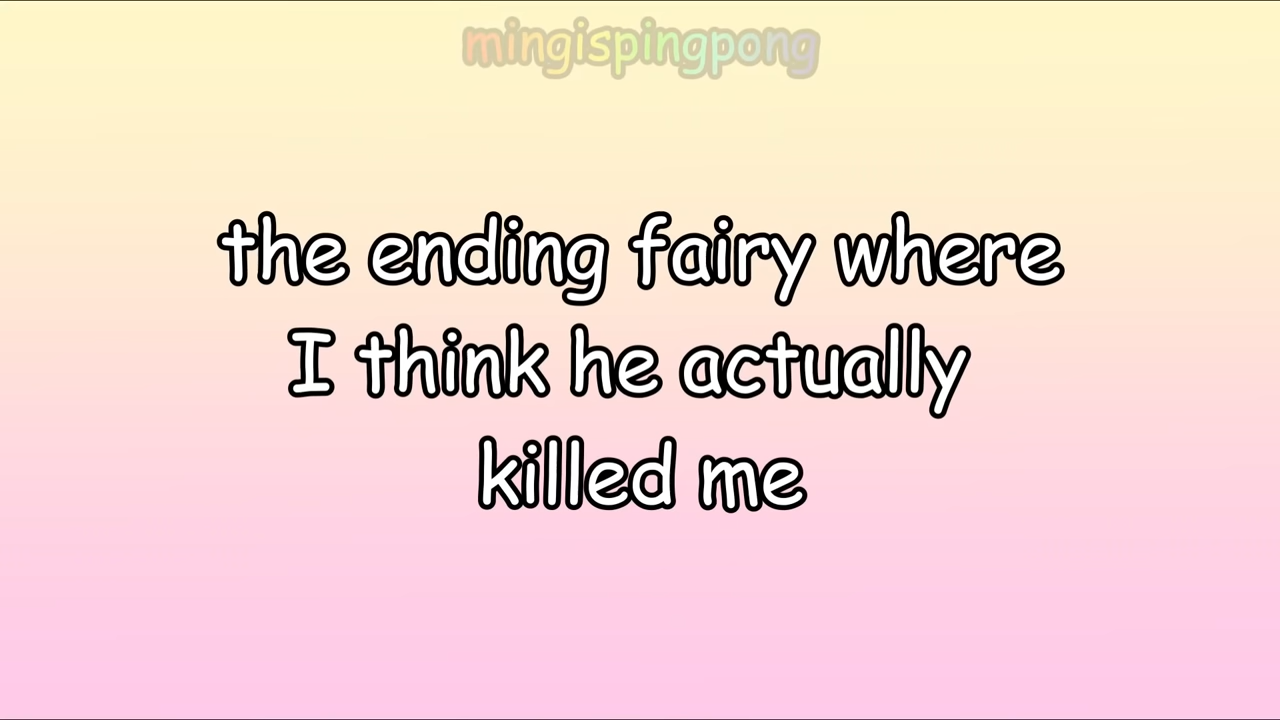 mingispingpong
the ending fairy where
I think he actually
killed me